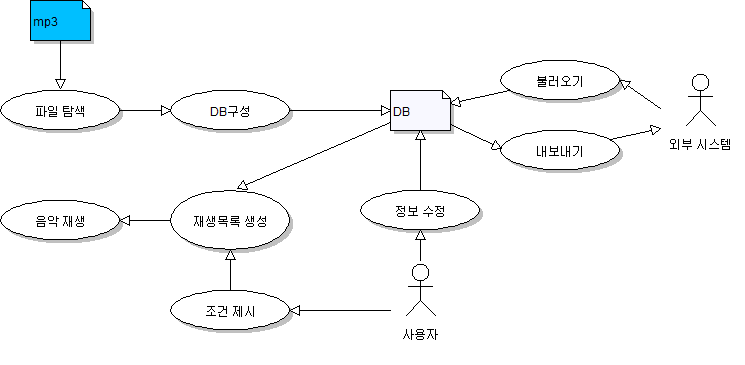 mp3
파일 탐색
DB구성
DB
불러오기
내보내기
외부 시스템
음악 재생
재생목록 생성
정보 수정
조건 제시
사용자